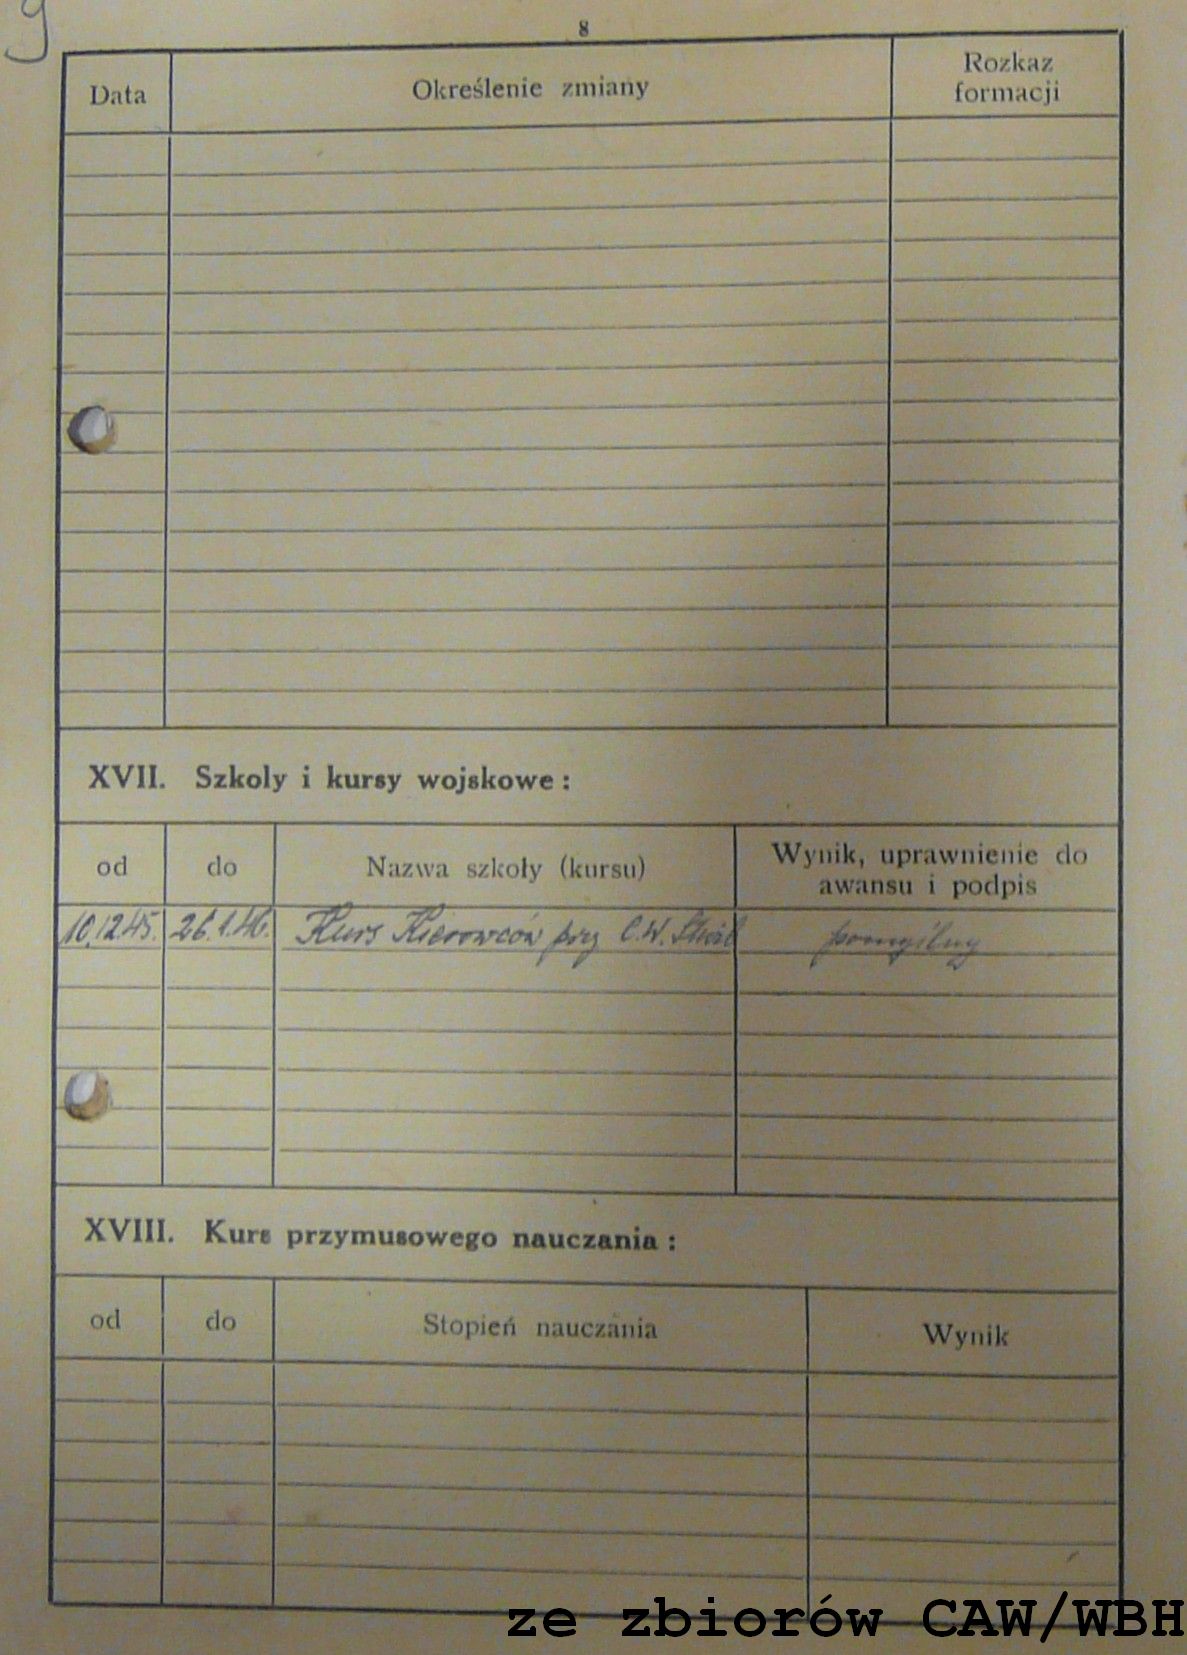 9
8
Data Określenie zmiany Rozkaz formacji
XVII. Szkoły i kursy wojskowe :
od do Nazwa szkoły (kursu) Wynik, uprawnienie do awansu i podpis
10.12.45. 26.1.46. Kurs Kierowców przy C.W. pomyślny
XVIII. Kurs przymusowego nauczania :
od do Stopień nauczania Wynik
ze zbiorów CAW/WBH